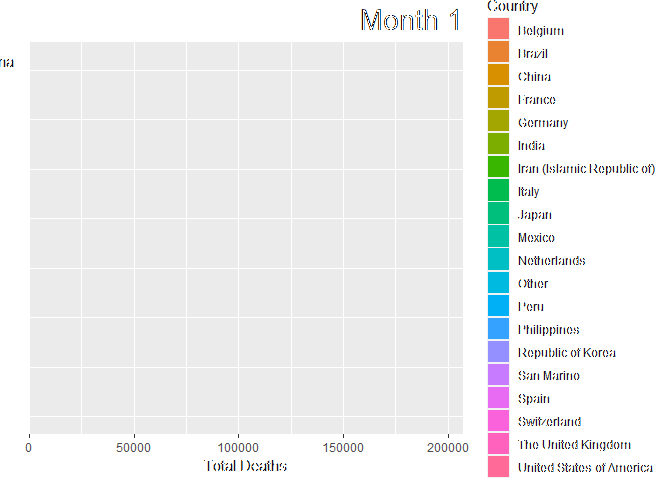 Month 1
na
0 50000 100000 150000 200000
Total Deaths
Country
Belgium
Brazil
China
France
Germany
India
Iran (Islamic Republic of)
Italy
Japan
Mexico
Netherlands
Other
Peru
Philippines
Republic of Korea
San Marino
Spain
Switzerland
The United Kingdom
United States of America